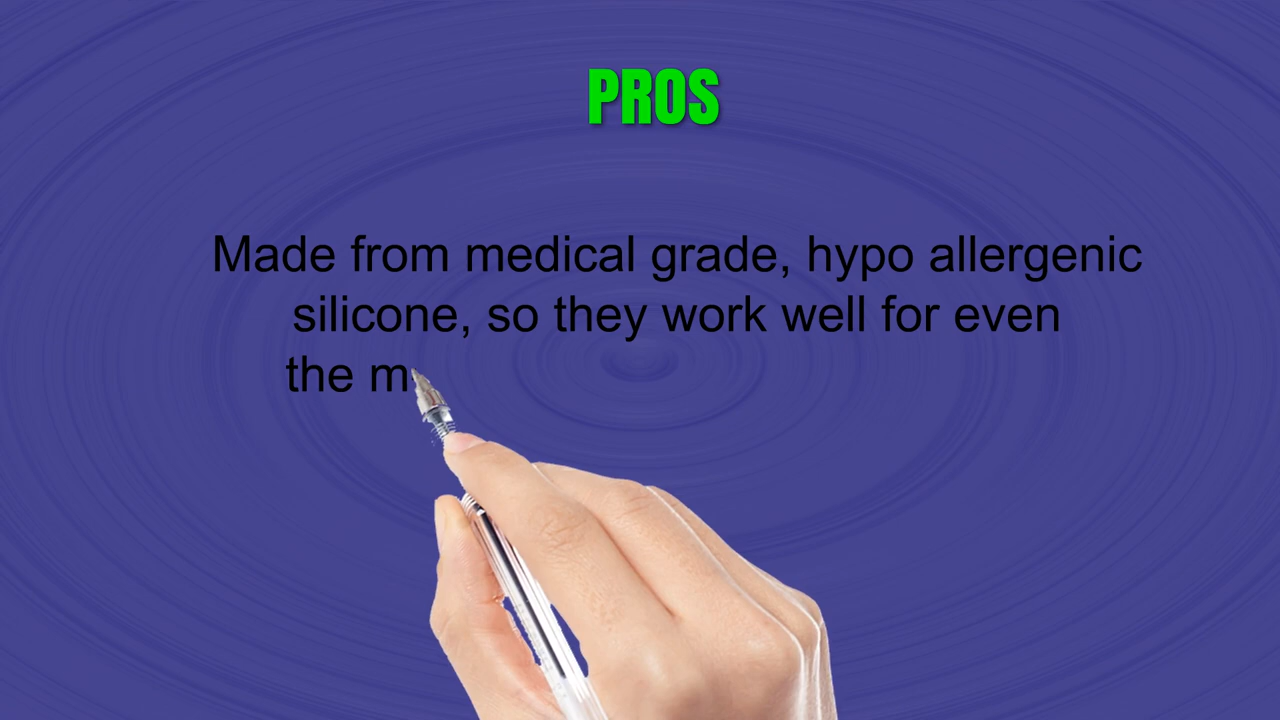 PROS
Made from medical grade, hypo allergenic
silicone, so they work well for even
the m